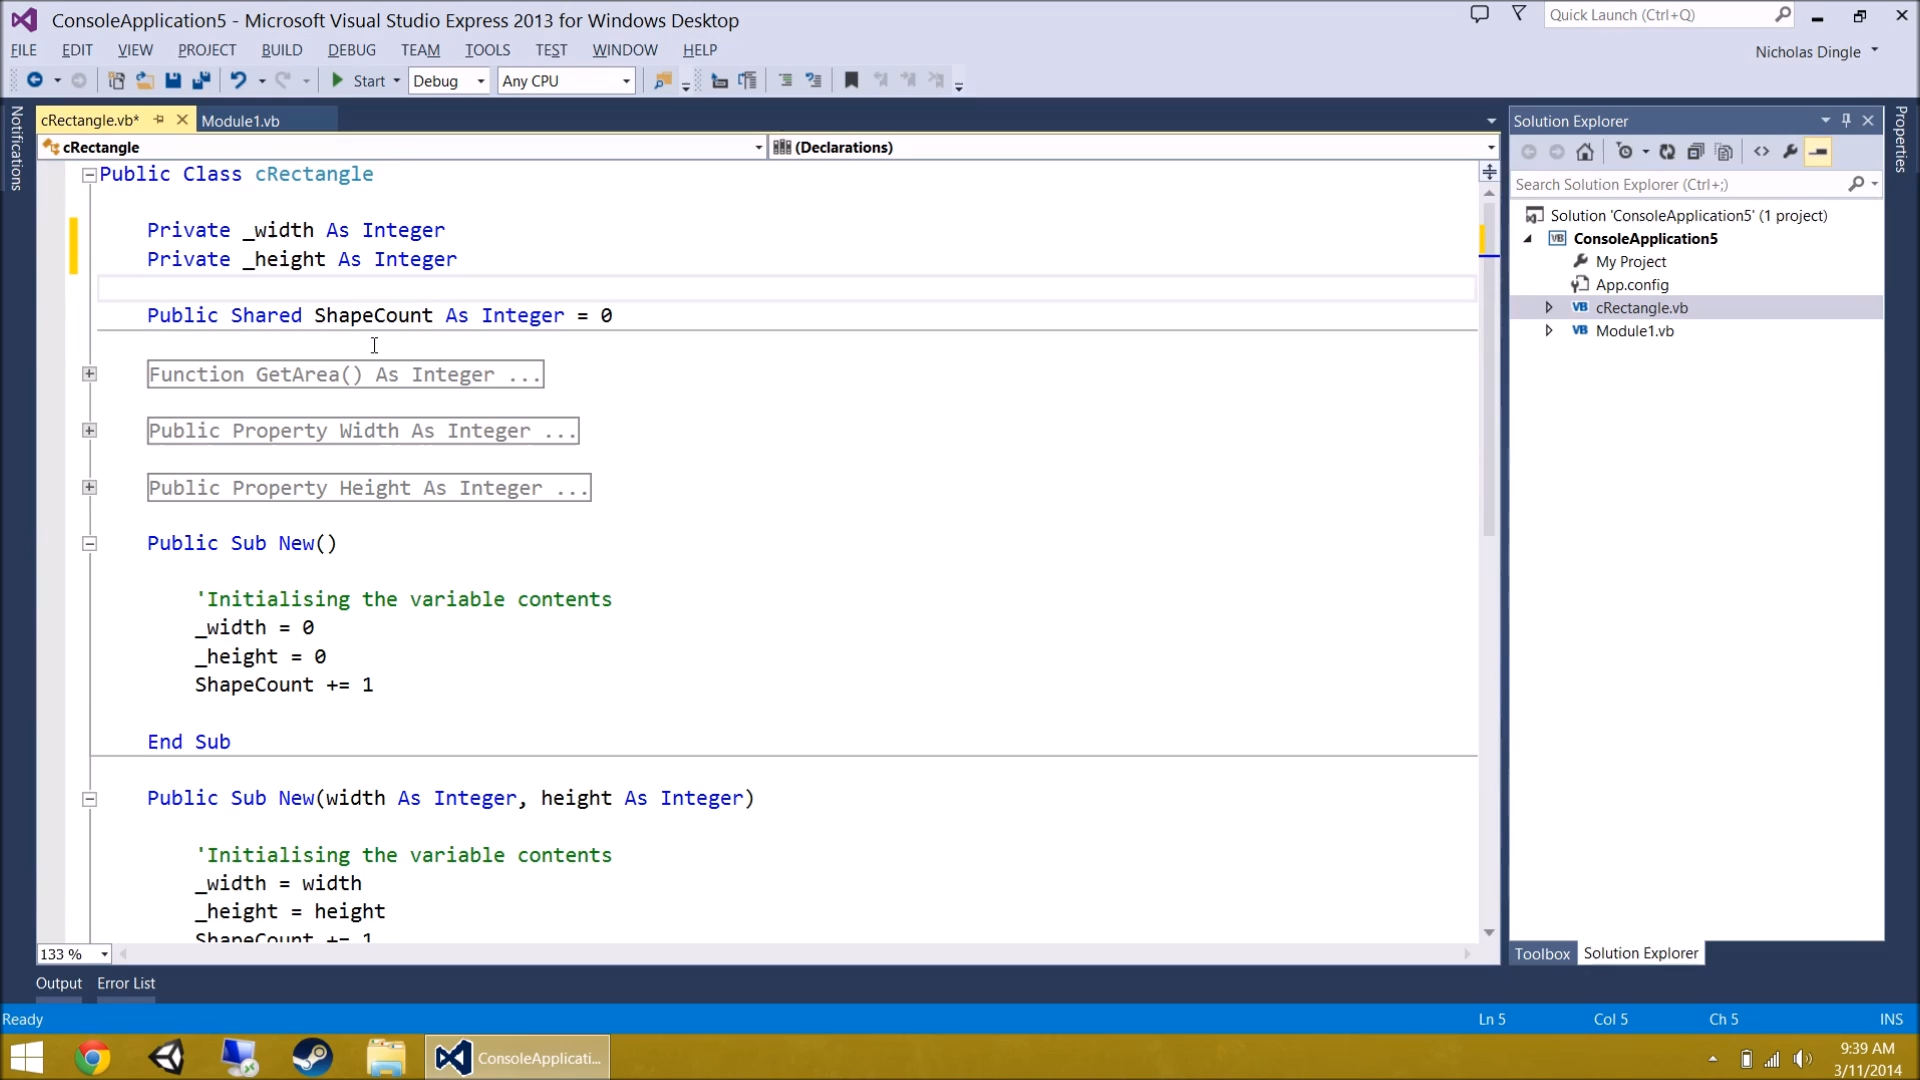 ConsoleApplication5 - Microsoft Visual Studio Express 2013 for Windows Desktop
Quick Launch (Ctrl+Q)
FILE EDIT VIEW PROJECT BUILD DEBUG TEAM TOOLS TEST WINDOW HELP
Nicholas Dingle
Start Debug Any CPU
Notifications
cRectangle.vb* Module1.vb
cRectangle (Declarations)
Public Class cRectangle
Private _width As Integer
Private _height As Integer
Public Shared ShapeCount As Integer = 0
Function GetArea() As Integer ...
Public Property Width As Integer ...
Public Property Height As Integer ...
Public Sub New()
'Initialising the variable contents
_width = 0
_height = 0
ShapeCount += 1
End Sub
Public Sub New(width As Integer, height As Integer)
'Initialising the variable contents
_width = width
_height = height
ShapeCount += 1
133 %
Solution Explorer
Search Solution Explorer (Ctrl+;)
Solution 'ConsoleApplication5' (1 project)
VB ConsoleApplication5
My Project
App.config
VB cRectangle.vb
VB Module1.vb
Toolbox Solution Explorer
Properties
Output Error List
Ready Ln 5 Col 5 Ch 5 INS
ConsoleApplicati...
9:39 AM
3/11/2014